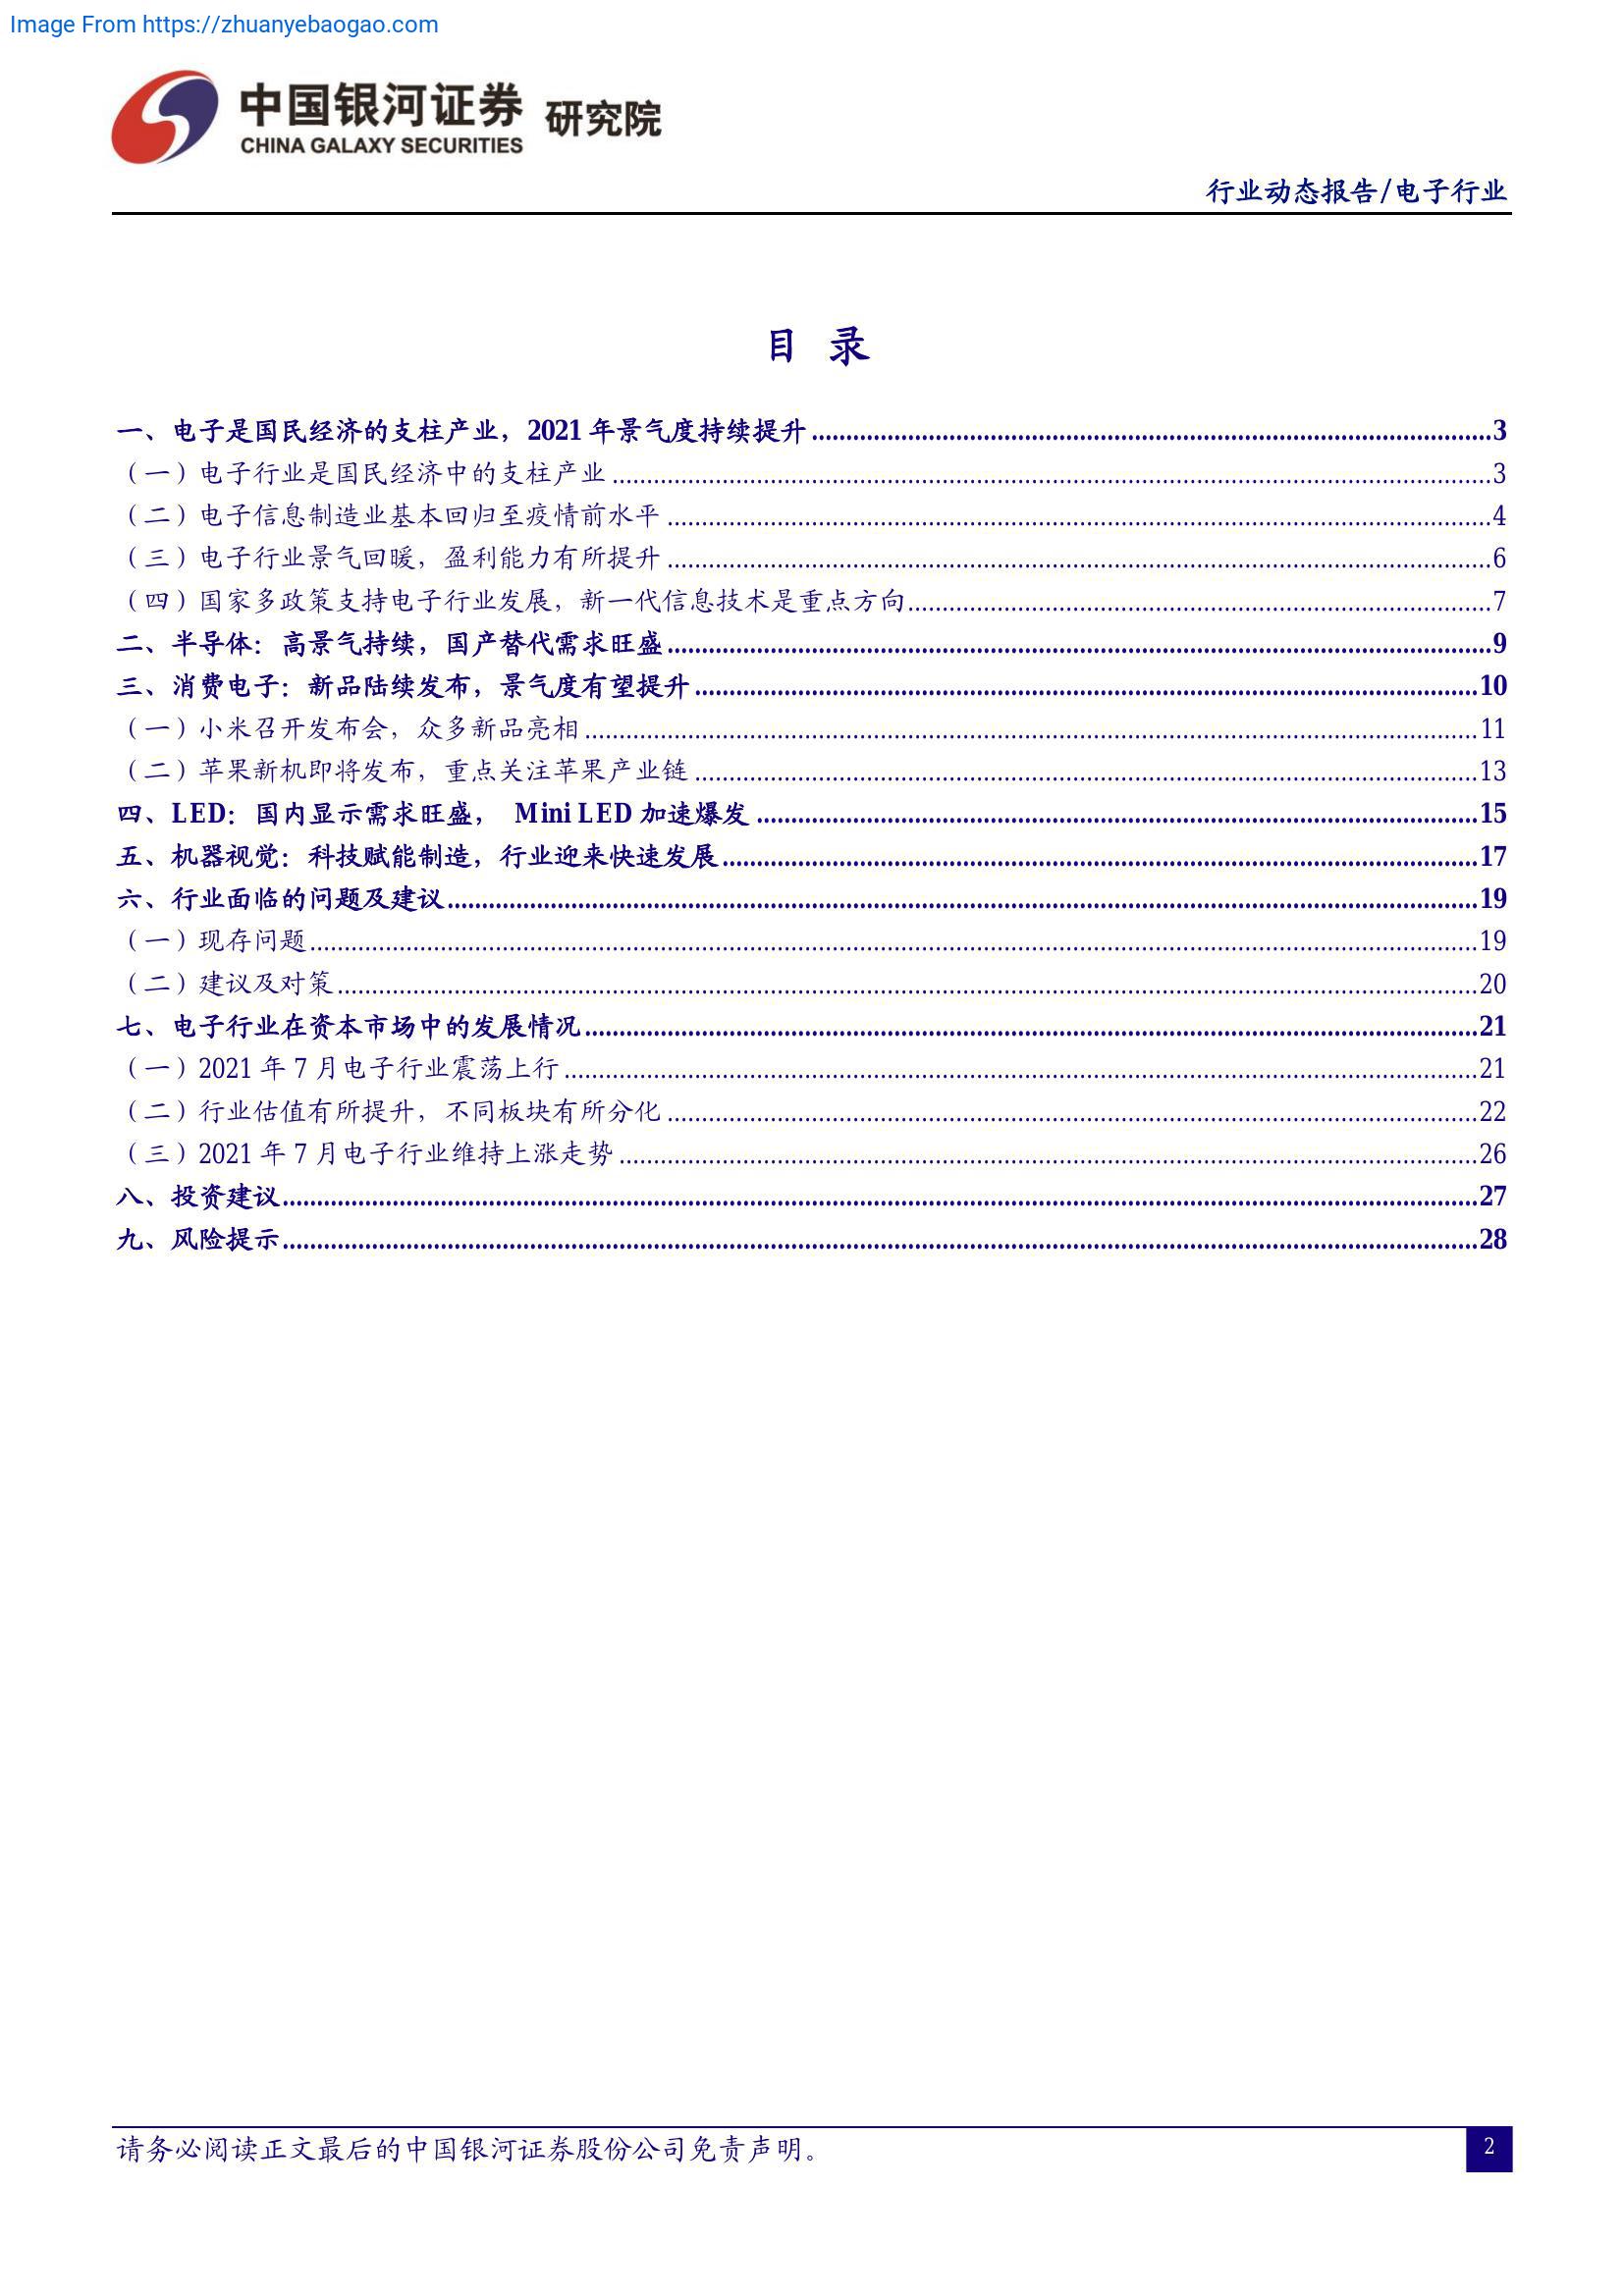 Image From https://zhuanyebaogao.com
中国银河证券 研究院
CHINA GALAXY SECURITIES
行业动态报告/电子行业
目 录
一、电子是国民经济的支柱产业，2021 年景气度持续提升....................3
（一）电子行业是国民经济中的支柱产业....................3
（二）电子信息制造业基本回归至疫情前水平....................4
（三）电子行业景气回暖，盈利能力有所提升....................6
（四）国家多政策支持电子行业发展，新一代信息技术是重点方向....................7
二、半导体：高景气持续，国产替代需求旺盛....................9
三、消费电子：新品陆续发布，景气度有望提升....................10
（一）小米召开发布会，众多新品亮相....................11
（二）苹果新机即将发布，重点关注苹果产业链....................13
四、LED：国内显示需求旺盛， Mini LED 加速爆发....................15
五、机器视觉：科技赋能制造，行业迎来快速发展....................17
六、行业面临的问题及建议....................19
（一）现存问题....................19
（二）建议及对策....................20
七、电子行业在资本市场中的发展情况....................21
（一）2021 年 7 月电子行业震荡上行....................21
（二）行业估值有所提升，不同板块有所分化....................22
（三）2021 年 7 月电子行业维持上涨走势....................26
八、投资建议....................27
九、风险提示....................28
请务必阅读正文最后的中国银河证券股份公司免责声明。
2